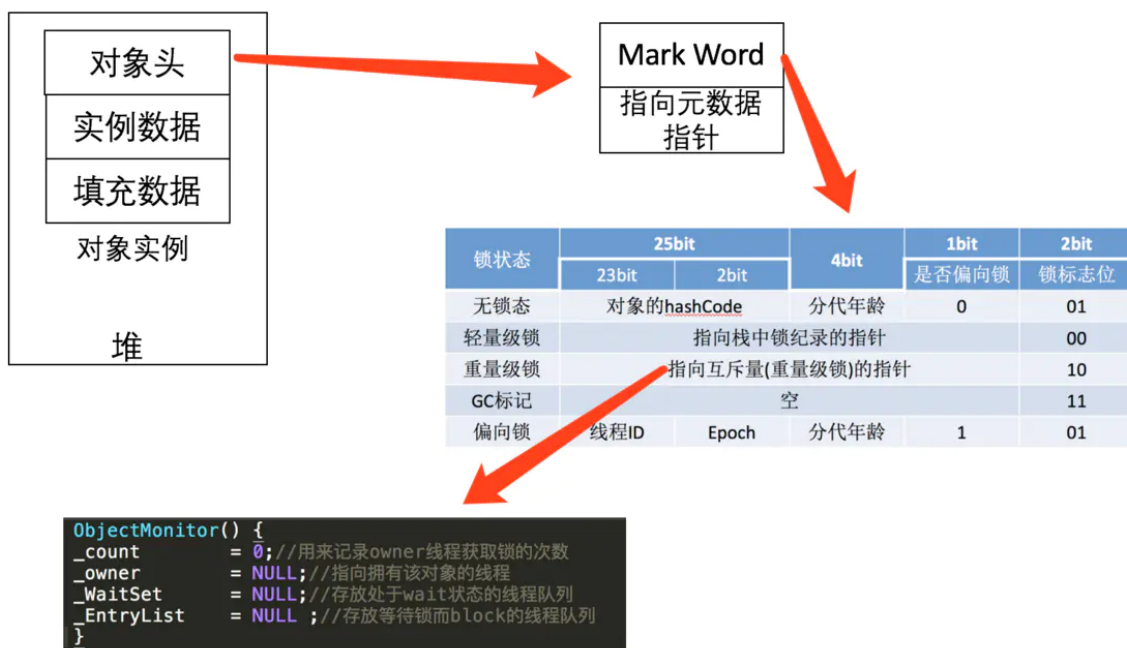 对象头
实例数据
填充数据
对象实例
堆
Mark Word
指向元数据
指针
锁状态 25bit 4bit 1bit 2bit
23bit 2bit 是否偏向锁 锁标志位
无锁态 对象的hashCode 分代年龄 0 01
轻量级锁 指向栈中锁纪录的指针 00
重量级锁 指向互斥量(重量级锁)的指针 10
GC标记 空 11
偏向锁 线程ID Epoch 分代年龄 1 01
ObjectMonitor() {
_count = 0;//用来记录owner线程获取锁的次数
_owner = NULL;//指向拥有该对象的线程
_WaitSet = NULL;//存放处于wait状态的线程队列
_EntryList = NULL ;//存放等待锁而block的线程队列
}